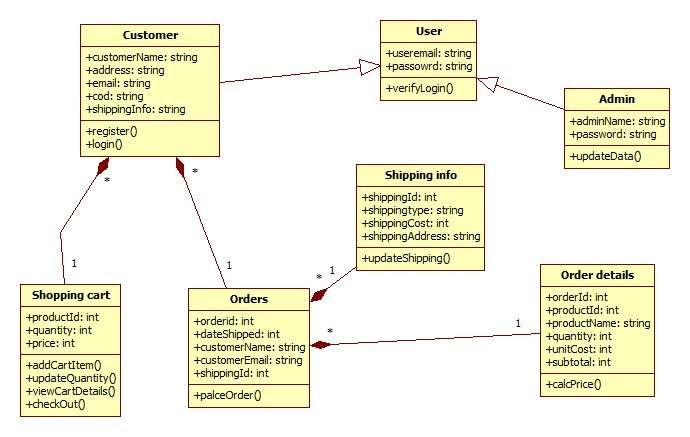 Customer
+customerName: string
+address: string
+email: string
+cod: string
+shippingInfo: string
+register()
+login()
User
+useremail: string
+passowrd: string
+verifyLogin()
Admin
+adminName: string
+password: string
+updateData()
*
*
1
1
Shipping info
+shippingId: int
+shippingtype: string
+shippingCost: int
+shippingAddress: string
+updateShipping()
*
1
*
1
Shopping cart
+productId: int
+quantity: int
+price: int
+addCartItem()
+updateQuantity()
+viewCartDetails()
+checkOut()
Orders
+orderid: int
+dateShipped: int
+customerName: string
+customerEmail: string
+shippingId: int
+palceOrder()
Order details
+orderId: int
+productId: int
+productName: string
+quantity: int
+unitCost: int
+subtotal: int
+calcPrice()